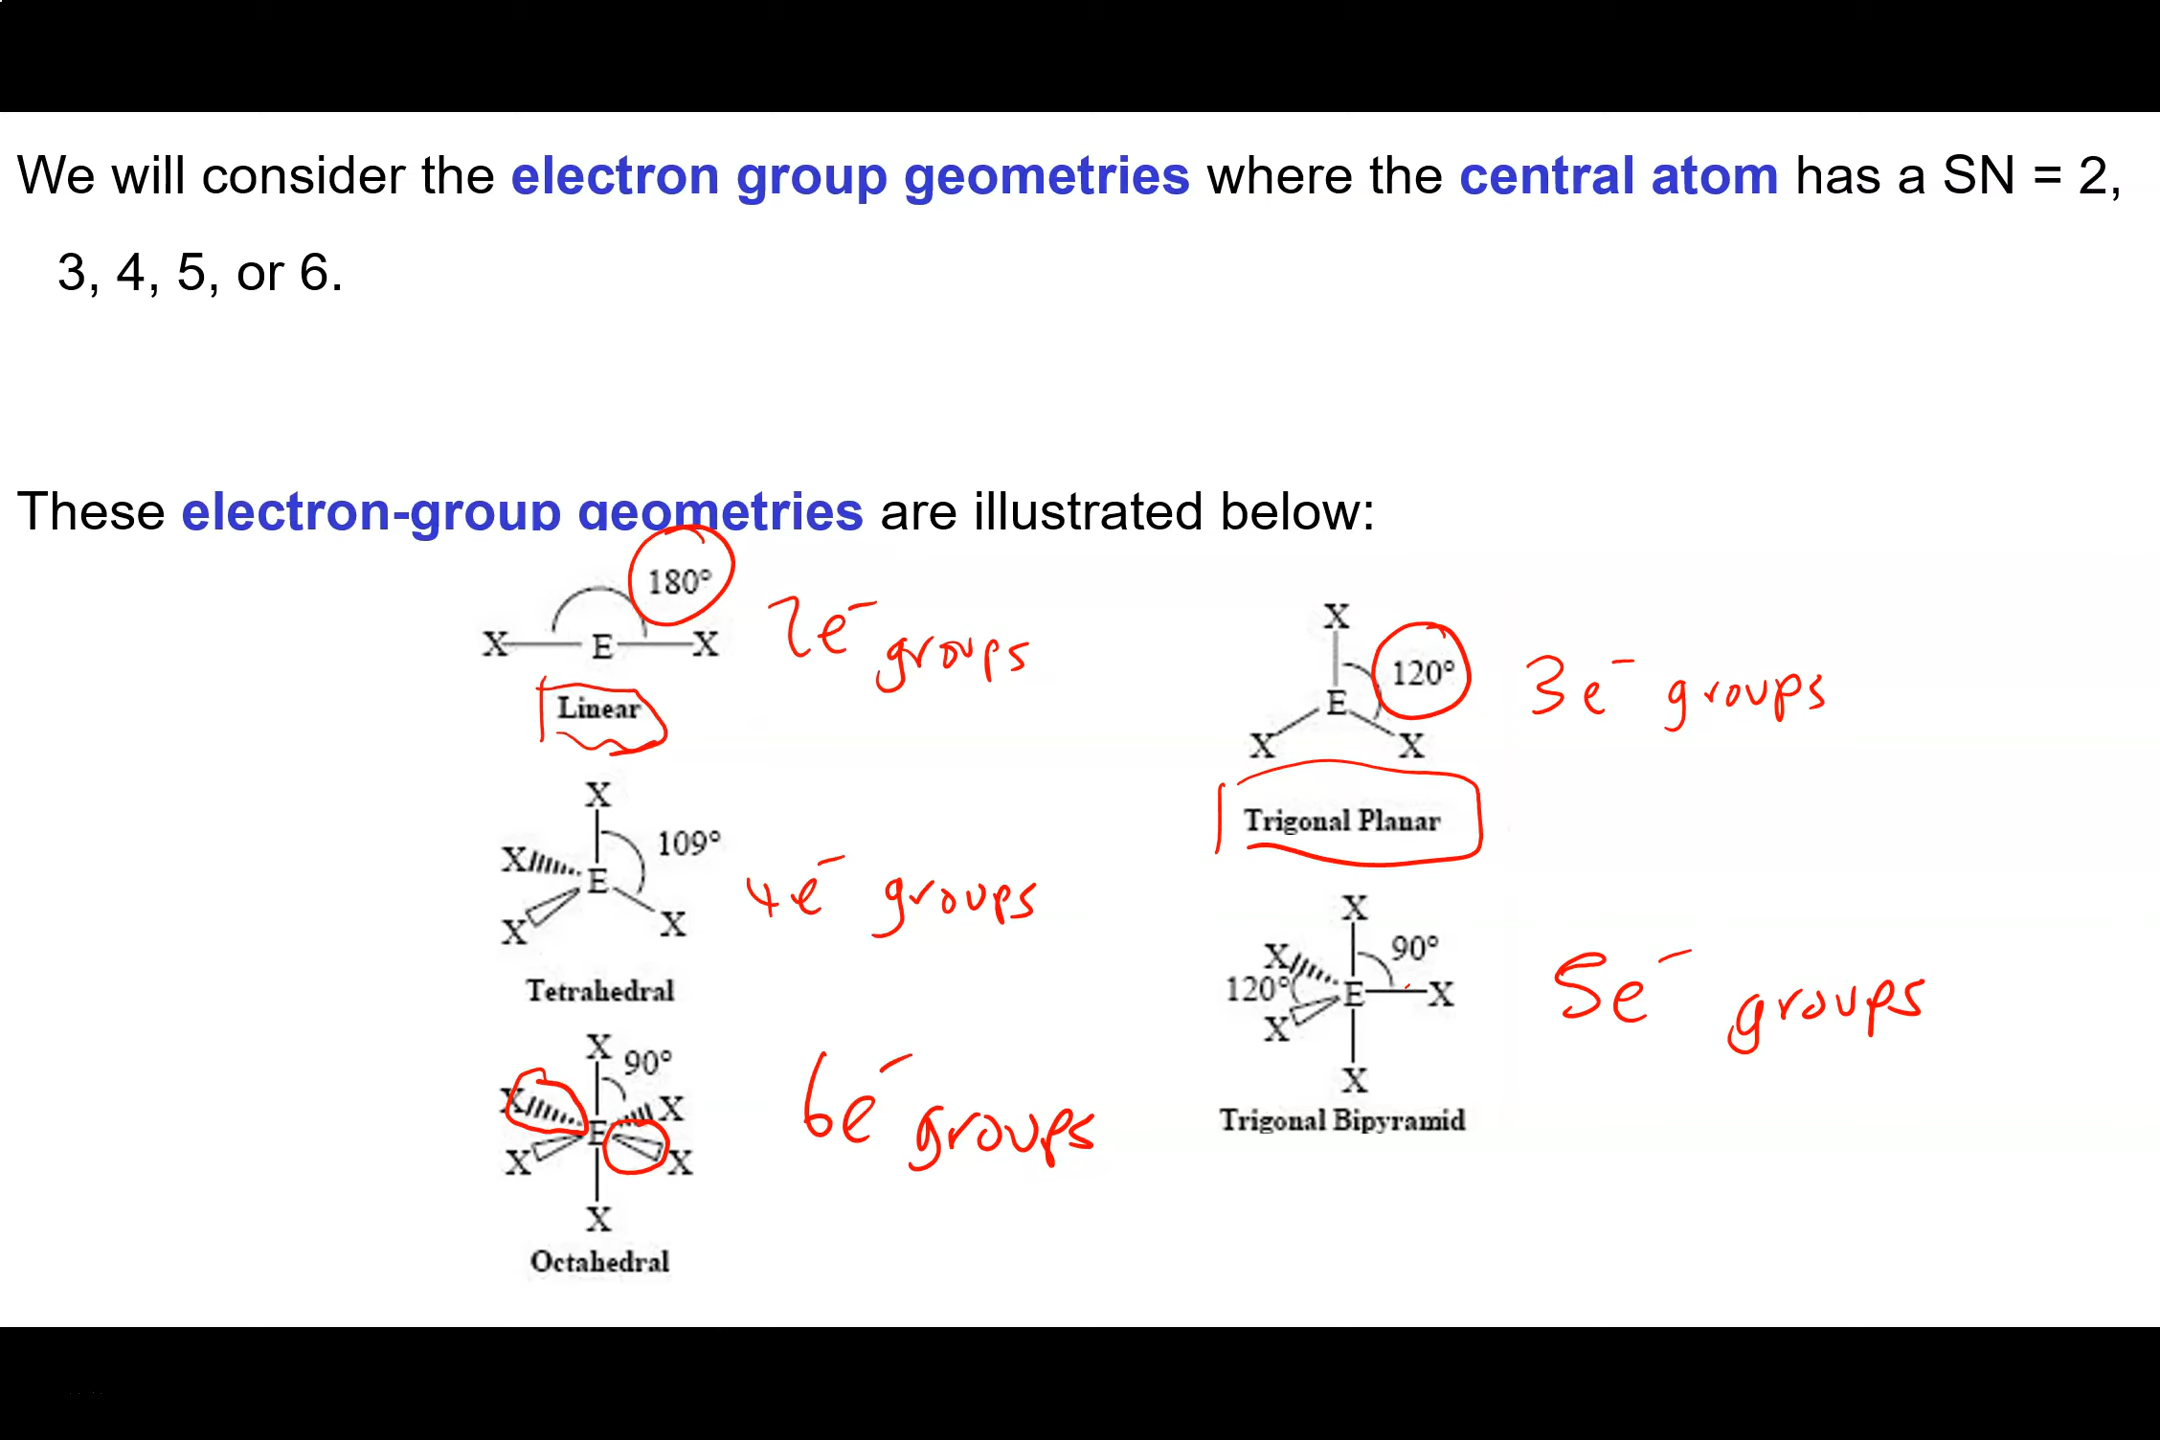 We will consider the electron group geometries where the central atom has a SN = 2,
3, 4, 5, or 6.
These electron-group geometries are illustrated below:
180°
X E X
2e⁻ groups
Linear
X
120°
E
X X
3e⁻ groups
Trigonal Planar
X
109°
X
E
X X
4e⁻ groups
Tetrahedral
X
90°
X
120°
E X
X
X
5e⁻ groups
Trigonal Bipyramid
X
90°
X X
E
X X
X
6e⁻ groups
Octahedral